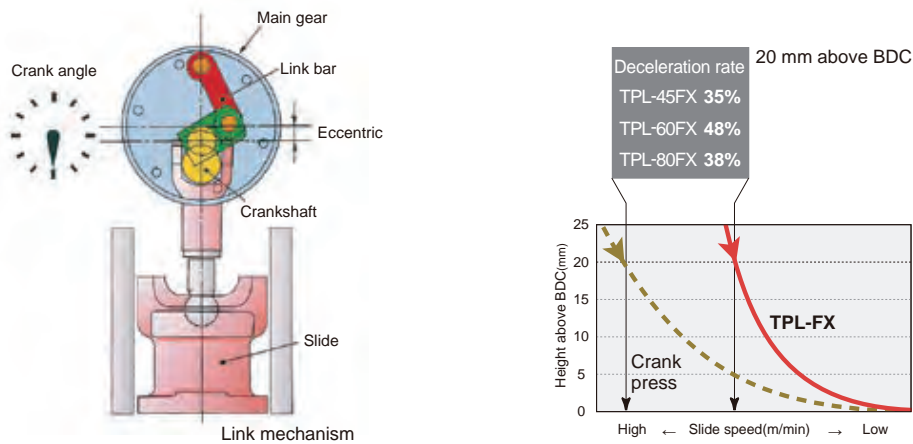 Main gear
Crank angle
Link bar
Eccentric
Crankshaft
Slide
Link mechanism
20 mm above BDC
Deceleration rate
TPL-45FX 35%
TPL-60FX 48%
TPL-80FX 38%
Height above BDC(mm)
25
20
15
10
5
0
TPL-FX
Crank
press
High ← Slide speed(m/min) → Low